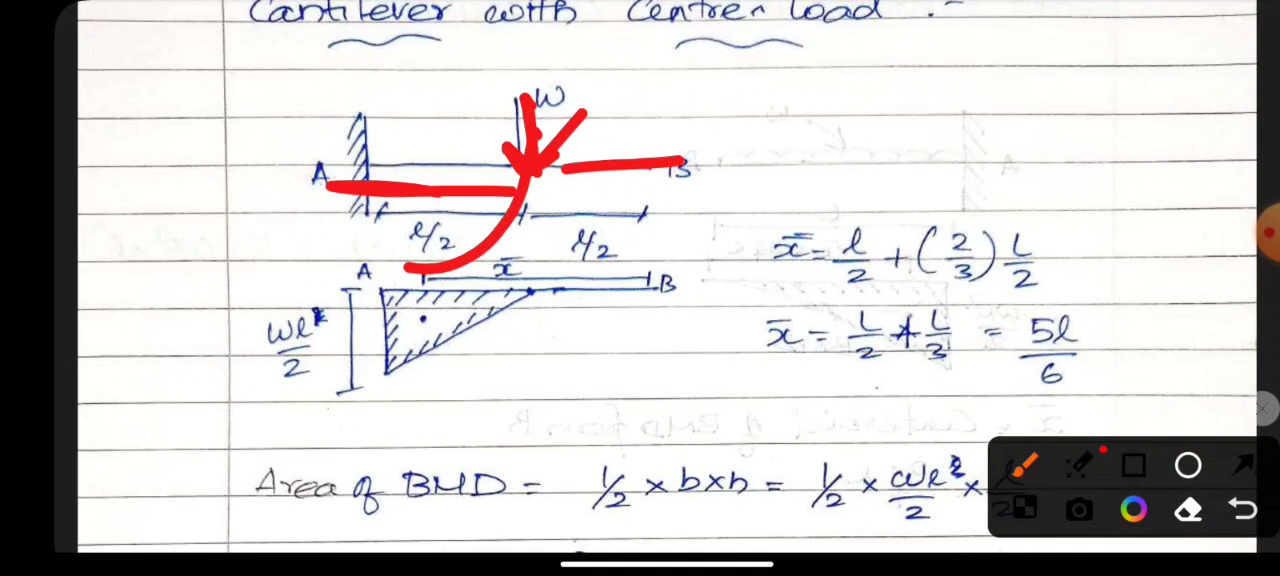 Cantilever with Center load :-
W
A B
l/2 l/2
x̄ = l/2 + (2/3) L/2
A x̄ B
Wl/2
x̄ = L/2 + L/3 = 5l/6
Area of BMD = 1/2 × b × h = 1/2 × Wl/2 ×